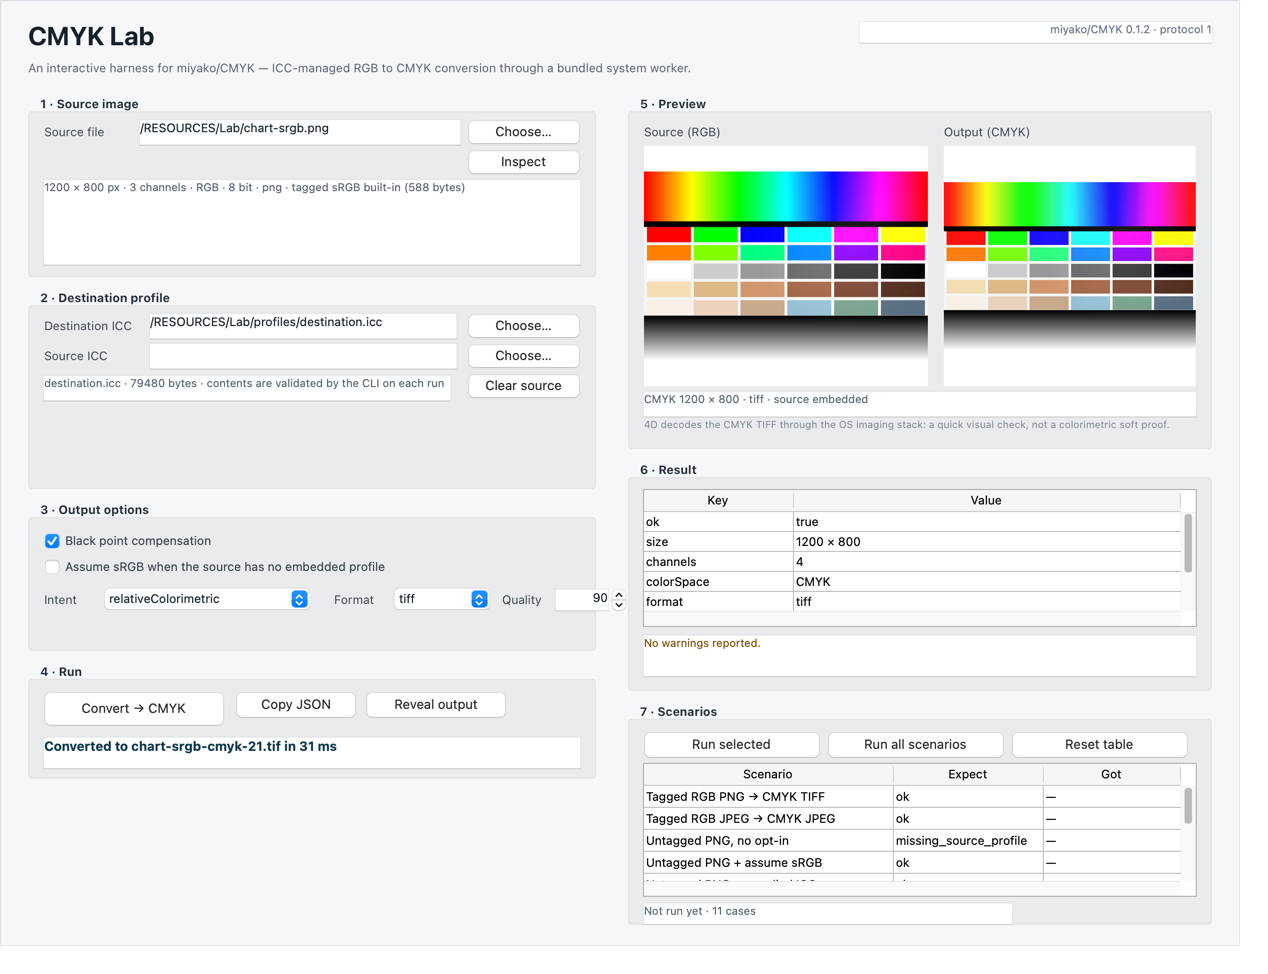 CMYK Lab
miyako/CMYK 0.1.2 · protocol 1
An interactive harness for miyako/CMYK — ICC-managed RGB to CMYK conversion through a bundled system worker.
1 · Source image
Source file
/RESOURCES/Lab/chart-srgb.png
Choose...
Inspect
1200 × 800 px · 3 channels · RGB · 8 bit · png · tagged sRGB built-in (588 bytes)
2 · Destination profile
Destination ICC
/RESOURCES/Lab/profiles/destination.icc
Choose...
Source ICC
Choose...
destination.icc · 79480 bytes · contents are validated by the CLI on each run
Clear source
3 · Output options
Black point compensation
Assume sRGB when the source has no embedded profile
Intent relativeColorimetric Format tiff Quality 90
4 · Run
Convert → CMYK Copy JSON Reveal output
Converted to chart-srgb-cmyk-21.tif in 31 ms
5 · Preview
Source (RGB) Output (CMYK)
CMYK 1200 × 800 · tiff · source embedded
4D decodes the CMYK TIFF through the OS imaging stack: a quick visual check, not a colorimetric soft proof.
6 · Result
Key Value
ok true
size 1200 × 800
channels 4
colorSpace CMYK
format tiff
No warnings reported.
7 · Scenarios
Run selected Run all scenarios Reset table
Scenario Expect Got
Tagged RGB PNG → CMYK TIFF ok —
Tagged RGB JPEG → CMYK JPEG ok —
Untagged PNG, no opt-in missing_source_profile —
Untagged PNG + assume sRGB ok —
Not run yet · 11 cases